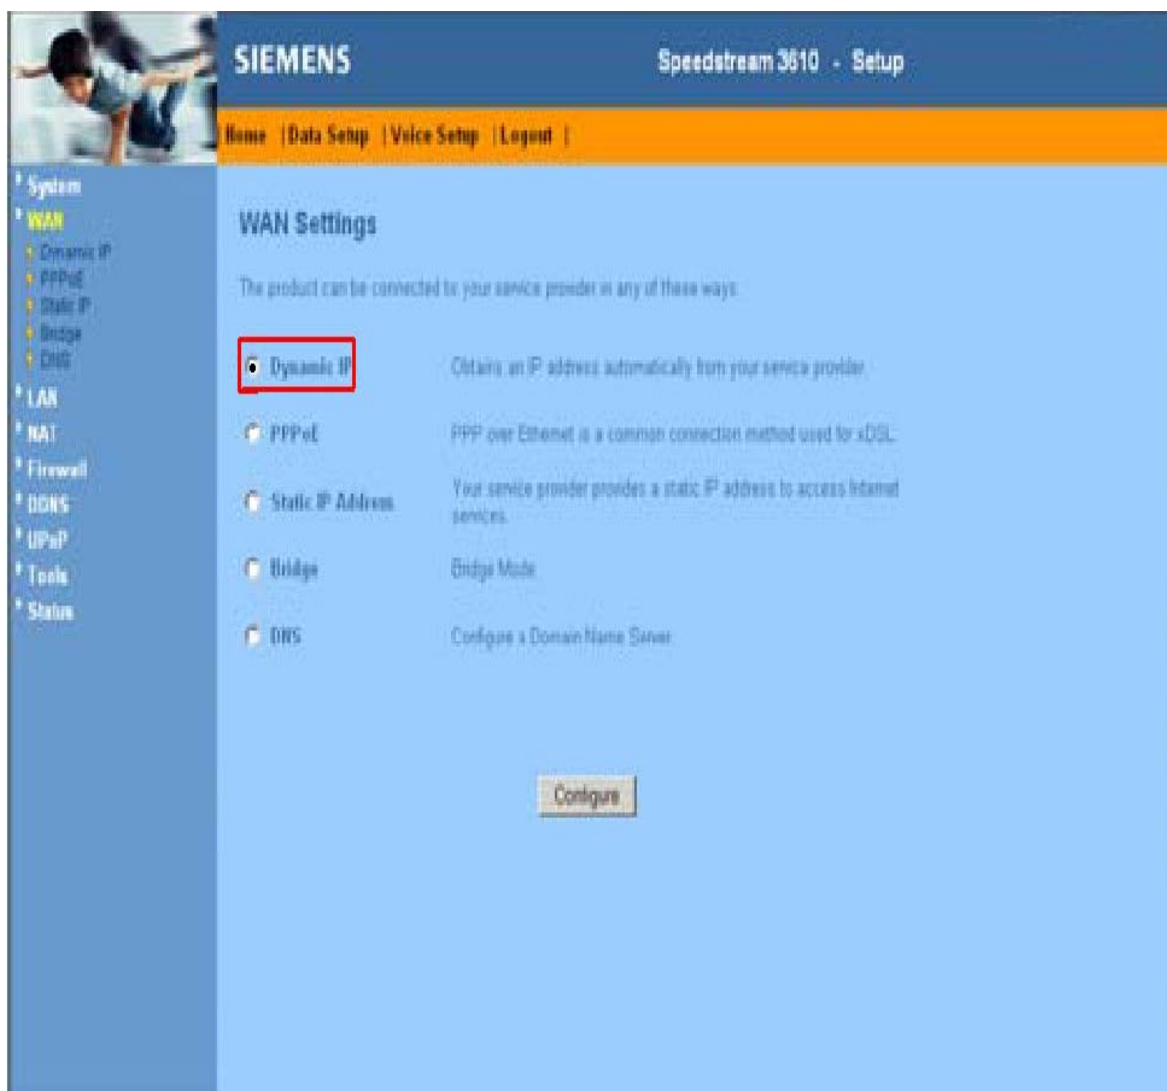 SIEMENS
Speedstream 3610 - Setup
| Home | Data Setup | Voice Setup | Logout |
System
WAN
Dynamic IP
PPPoE
Static IP
Bridge
DNS
LAN
NAT
Firewall
DDNS
UPnP
Tools
Status
WAN Settings
The product can be connected to your service provider in any of these ways:
Dynamic IP
Obtains an IP address automatically from your service provider.
PPPoE
PPP over Ethernet is a common connection method used for xDSL.
Static IP Address
Your service provider provides a static IP address to access Internet
services.
Bridge
Bridge Mode
DNS
Configure a Domain Name Server.
Configure